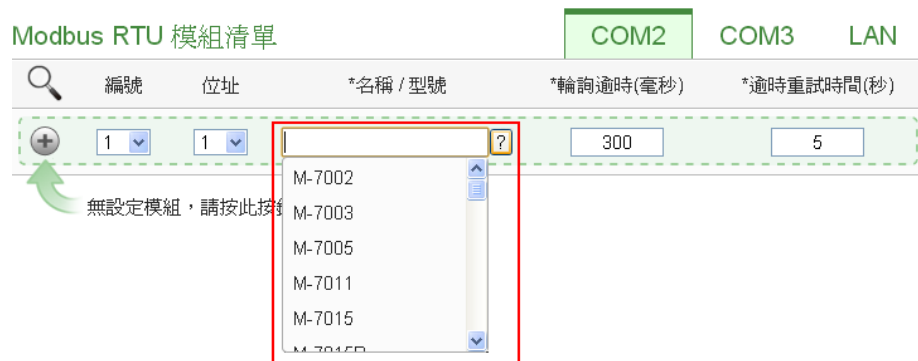 Modbus RTU 模組清單 COM2 COM3 LAN
編號 位址 *名稱 / 型號 *輪詢逾時(毫秒) *逾時重試時間(秒)
1 1 ? 300 5
M-7002
無設定模組，請按此按
M-7003
M-7005
M-7011
M-7015
M-7015R